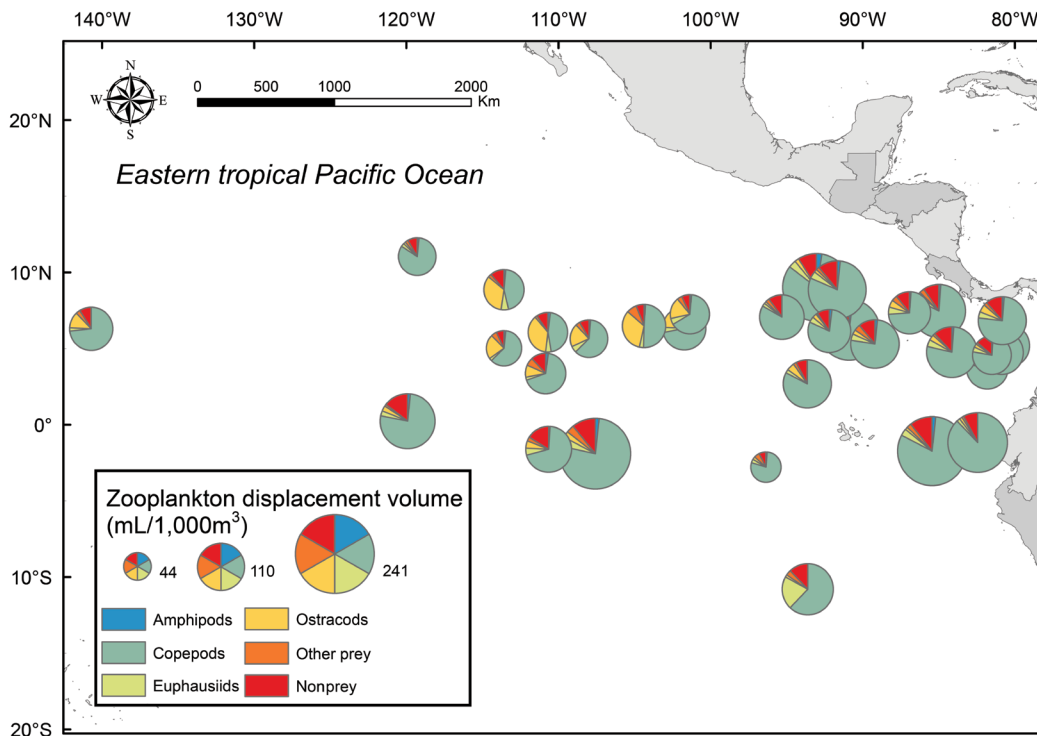 140°W 130°W 120°W 110°W 100°W 90°W 80°W
N
W E
S
0 500 1000 2000
Km
20°N
Eastern tropical Pacific Ocean
10°N
0°
Zooplankton displacement volume
(mL/1,000m³)
44 110 241
10°S
Amphipods Ostracods
Copepods Other prey
Euphausiids Nonprey
20°S